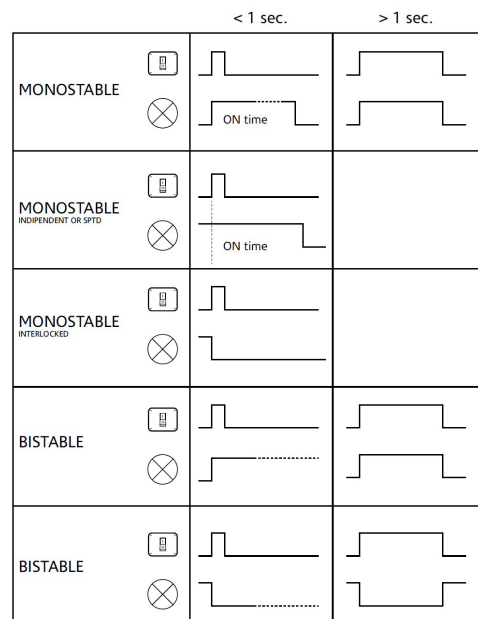 < 1 sec.
> 1 sec.
MONOSTABLE
ON time
MONOSTABLE
INDIPENDENT OR SPTD
ON time
MONOSTABLE
INTERLOCKED
BISTABLE
BISTABLE